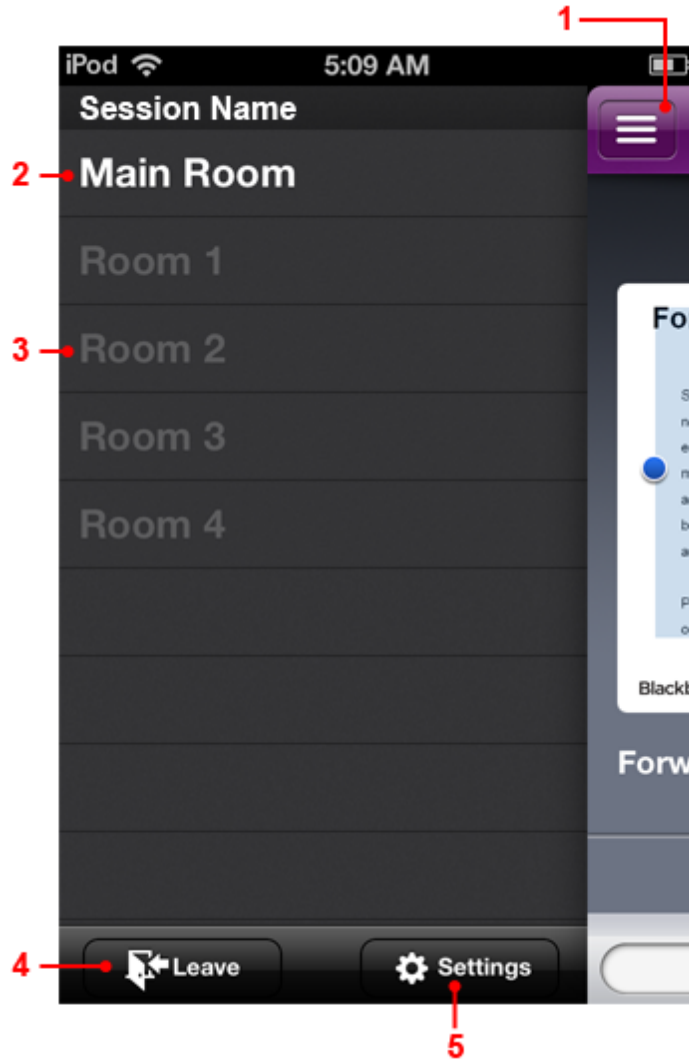 1
iPod 5:09 AM
Session Name
2 Main Room
Room 1
3 Room 2
Room 3
Room 4
Fo
Blackb
Forw
4 Leave Settings
5